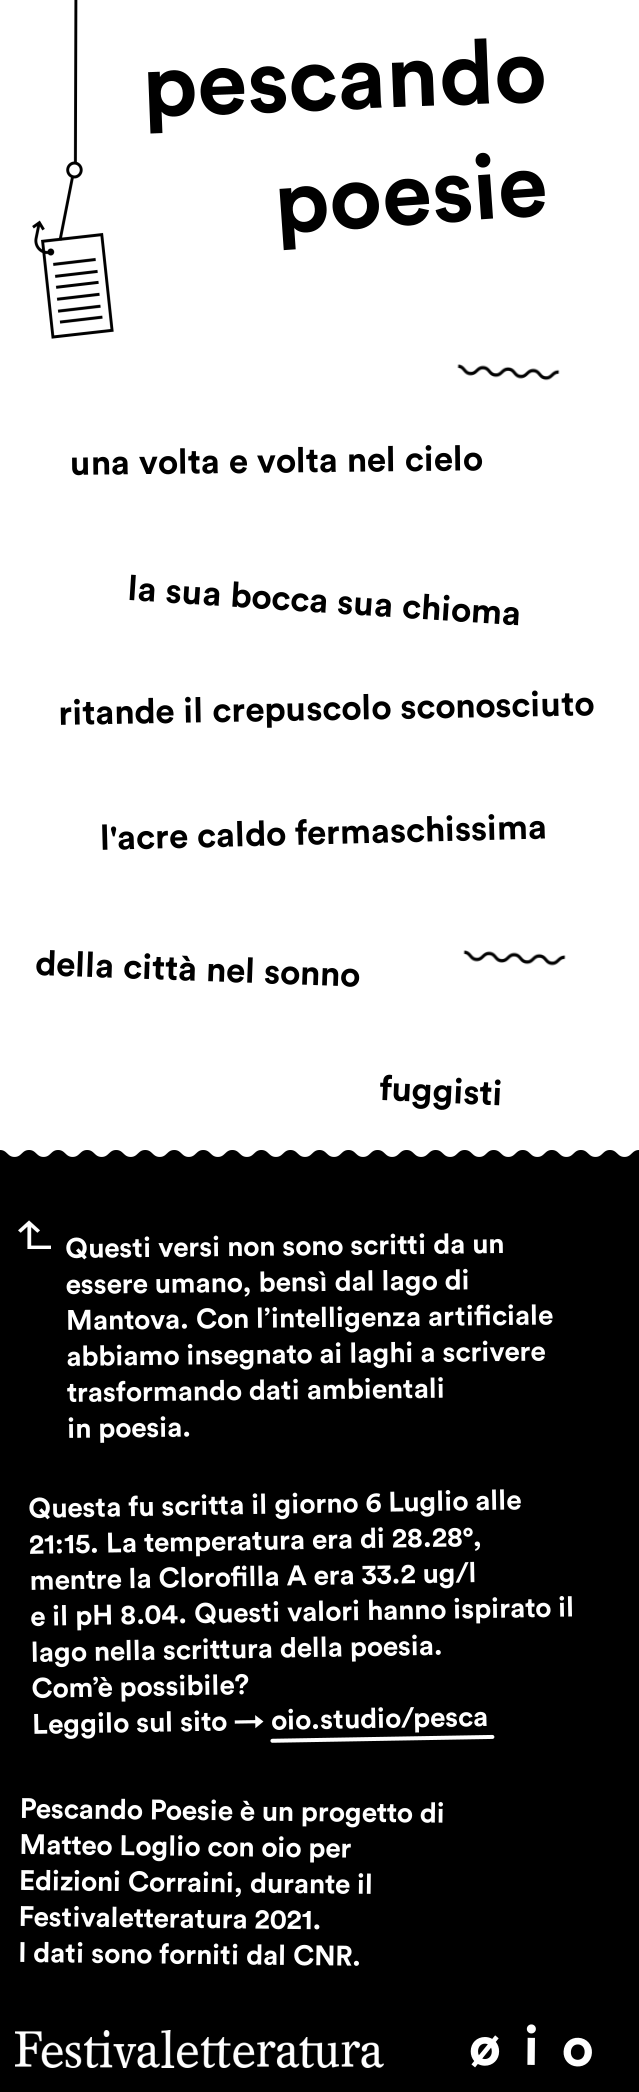 pescando
poesie
una volta e volta nel cielo
la sua bocca sua chioma
ritande il crepuscolo sconosciuto
l'acre caldo fermaschissima
della città nel sonno
fuggisti
Questi versi non sono scritti da un
essere umano, bensì dal lago di
Mantova. Con l’intelligenza artificiale
abbiamo insegnato ai laghi a scrivere
trasformando dati ambientali
in poesia.
Questa fu scritta il giorno 6 Luglio alle
21:15. La temperatura era di 28.28°,
mentre la Clorofilla A era 33.2 ug/l
e il pH 8.04. Questi valori hanno ispirato il
lago nella scrittura della poesia.
Com’è possibile?
Leggilo sul sito → oio.studio/pesca
Pescando Poesie è un progetto di
Matteo Loglio con oio per
Edizioni Corraini, durante il
Festivaletteratura 2021.
I dati sono forniti dal CNR.
Festivaletteratura
øio